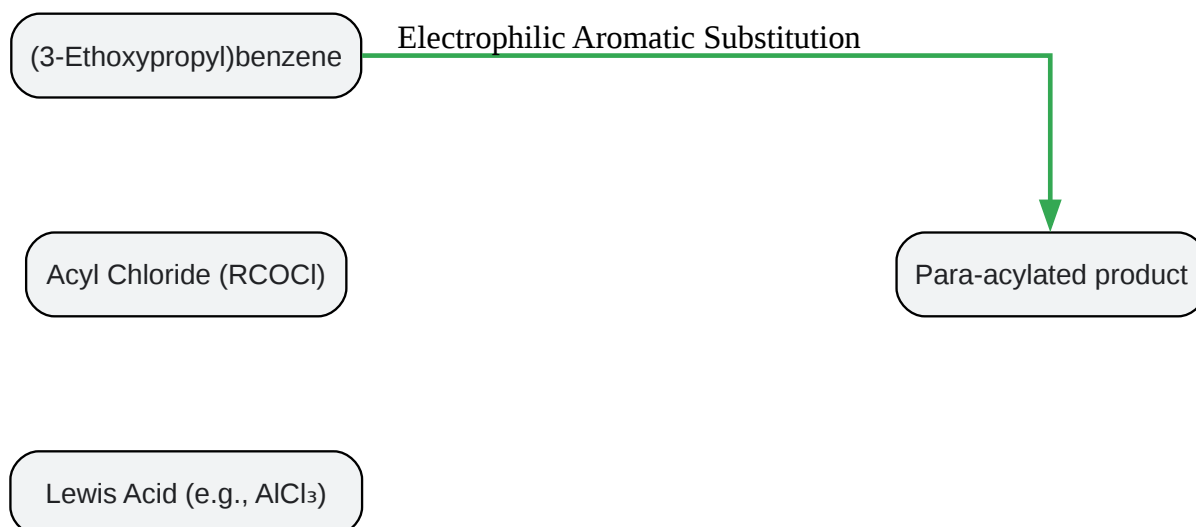 (3-Ethoxypropyl)benzene
Electrophilic Aromatic Substitution
Acyl Chloride (RCOCl)
Para-acylated product
Lewis Acid (e.g., AlCl₃)